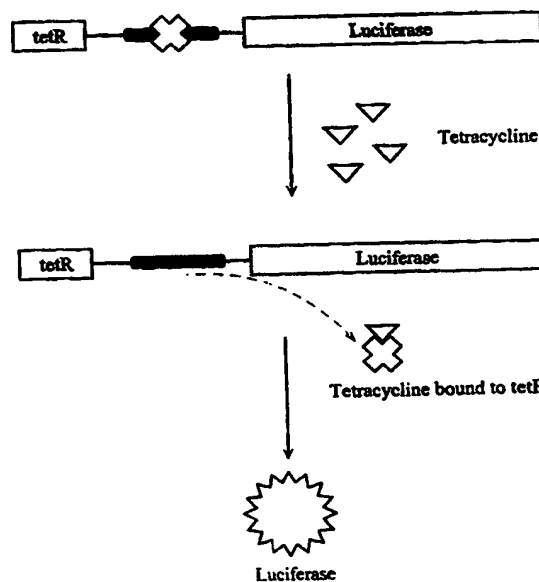 tetR Luciferase
Tetracycline
tetR Luciferase
Tetracycline bound to tetR
Luciferase